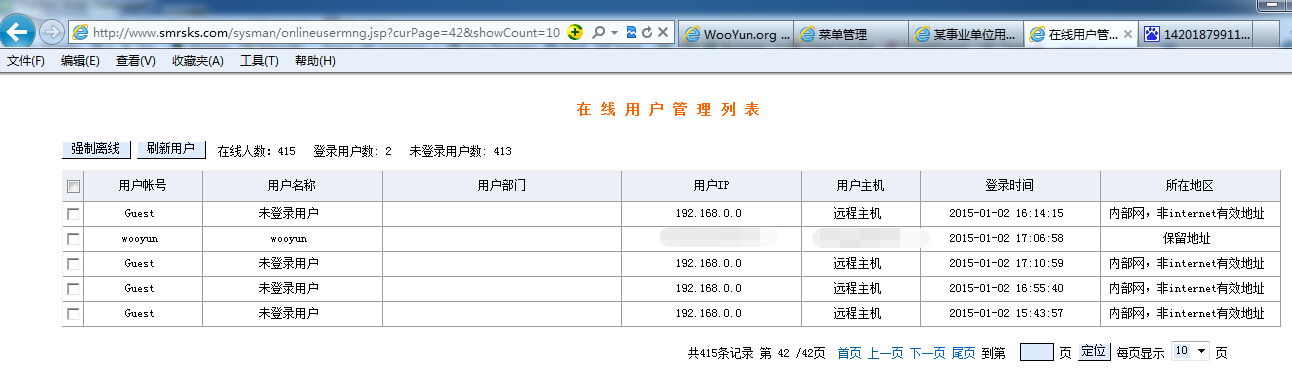 http://www.smrsks.com/sysman/onlineusermng.jsp?curPage=42&showCount=10 WooYun.org ... 菜单管理 某事业单位用... 在线用户管... 14201879911...
文件(F) 编辑(E) 查看(V) 收藏夹(A) 工具(T) 帮助(H)
在线用户管理列表
强制离线 刷新用户 在线人数：415 登录用户数：2 未登录用户数：413
用户帐号 用户名称 用户部门 用户IP 用户主机 登录时间 所在地区
Guest 未登录用户 192.168.0.0 远程主机 2015-01-02 16:14:15 内部网，非internet有效地址
wooyun wooyun 2015-01-02 17:06:58 保留地址
Guest 未登录用户 192.168.0.0 远程主机 2015-01-02 17:10:59 内部网，非internet有效地址
Guest 未登录用户 192.168.0.0 远程主机 2015-01-02 16:55:40 内部网，非internet有效地址
Guest 未登录用户 192.168.0.0 远程主机 2015-01-02 15:43:57 内部网，非internet有效地址
共415条记录 第 42 /42页 首页 上一页 下一页 尾页 到第 页 定位 每页显示 10 页